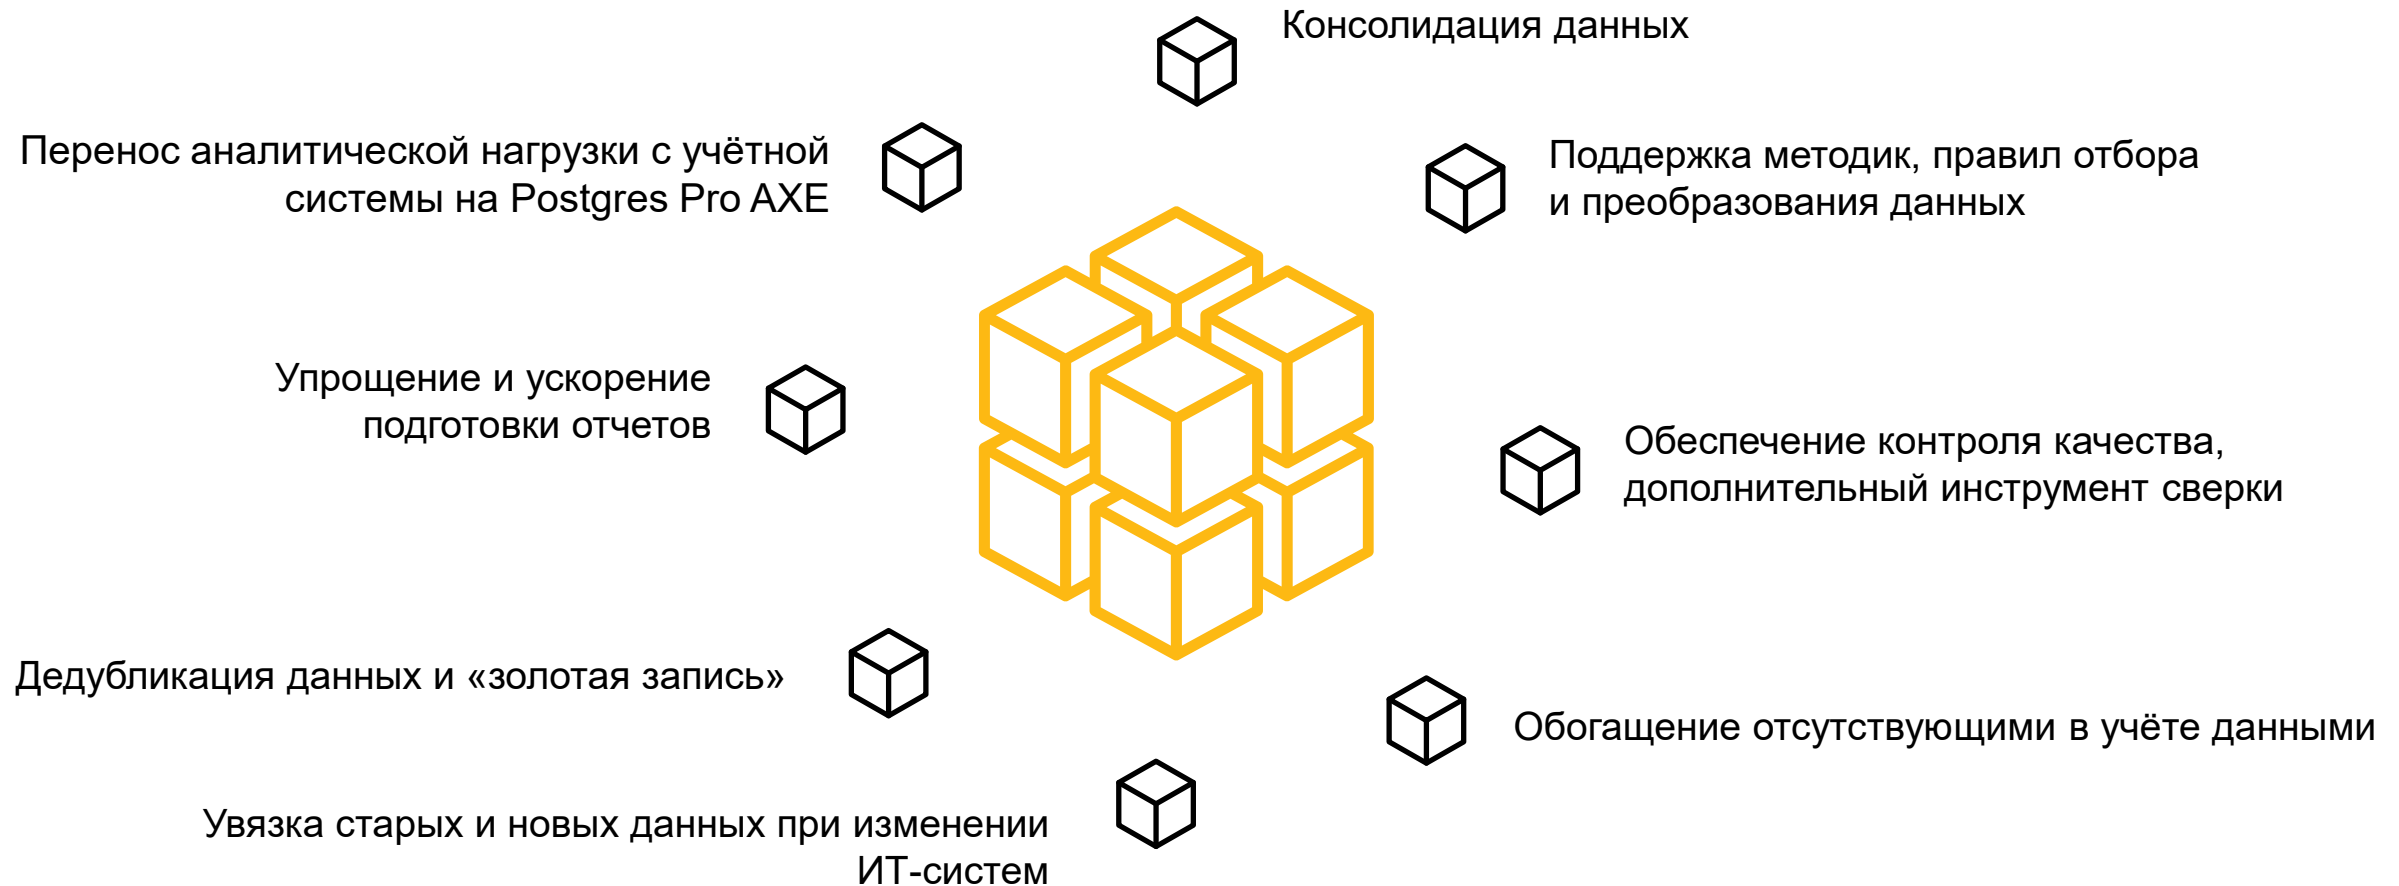 Консолидация данных
Перенос аналитической нагрузки с учётной
системы на Postgres Pro AXE
Поддержка методик, правил отбора
и преобразования данных
Упрощение и ускорение
подготовки отчетов
Обеспечение контроля качества,
дополнительный инструмент сверки
Дедубликация данных и «золотая запись»
Обогащение отсутствующими в учёте данными
Увязка старых и новых данных при изменении
ИТ-систем